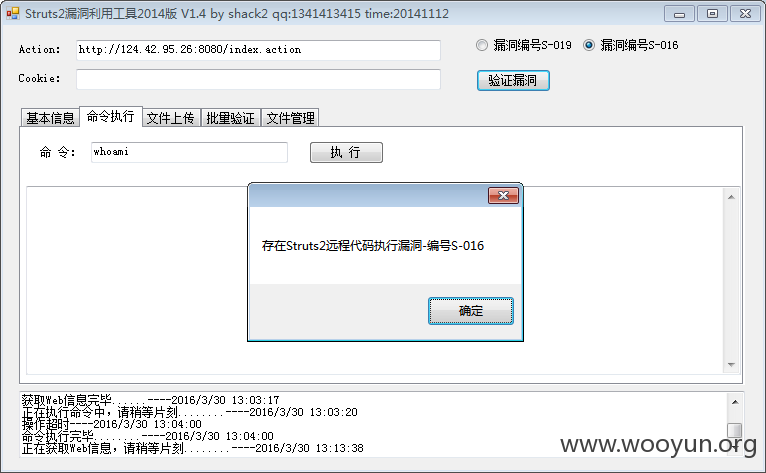 Struts2漏洞利用工具2014版 V1.4 by shack2 qq:1341413415 time:20141112
Action: http://124.42.95.26:8080/index.action 漏洞编号S-019 漏洞编号S-016
Cookie: 验证漏洞
基本信息 命令执行 文件上传 批量验证 文件管理
命 令: whoami 执 行
存在Struts2远程代码执行漏洞-编号S-016
确定
获取Web信息完毕......----2016/3/30 13:03:17
正在执行命令中，请稍等片刻........----2016/3/30 13:03:20
操作超时----2016/3/30 13:04:00
命令执行完毕----2016/3/30 13:04:00
正在获取Web信息，请稍等片刻........----2016/3/30 13:13:38
www.wooyun.org